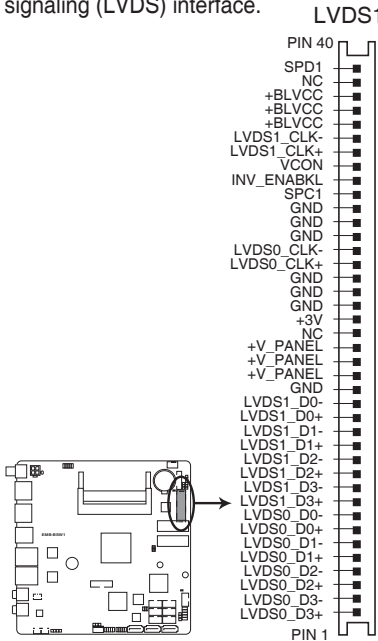 signaling (LVDS) interface.
LVDS1
PIN 40
SPD1
NC
+BLVCC
+BLVCC
+BLVCC
LVDS1_CLK-
LVDS1_CLK+
VCON
INV_ENABKL
SPC1
GND
GND
GND
LVDS0_CLK-
LVDS0_CLK+
GND
GND
GND
+3V
NC
+V_PANEL
+V_PANEL
+V_PANEL
GND
LVDS1_D0-
LVDS1_D0+
LVDS1_D1-
LVDS1_D1+
LVDS1_D2-
LVDS1_D2+
LVDS1_D3-
LVDS1_D3+
LVDS0_D0-
LVDS0_D0+
LVDS0_D1-
LVDS0_D1+
LVDS0_D2-
LVDS0_D2+
LVDS0_D3-
LVDS0_D3+
PIN 1
EMB-BSW1